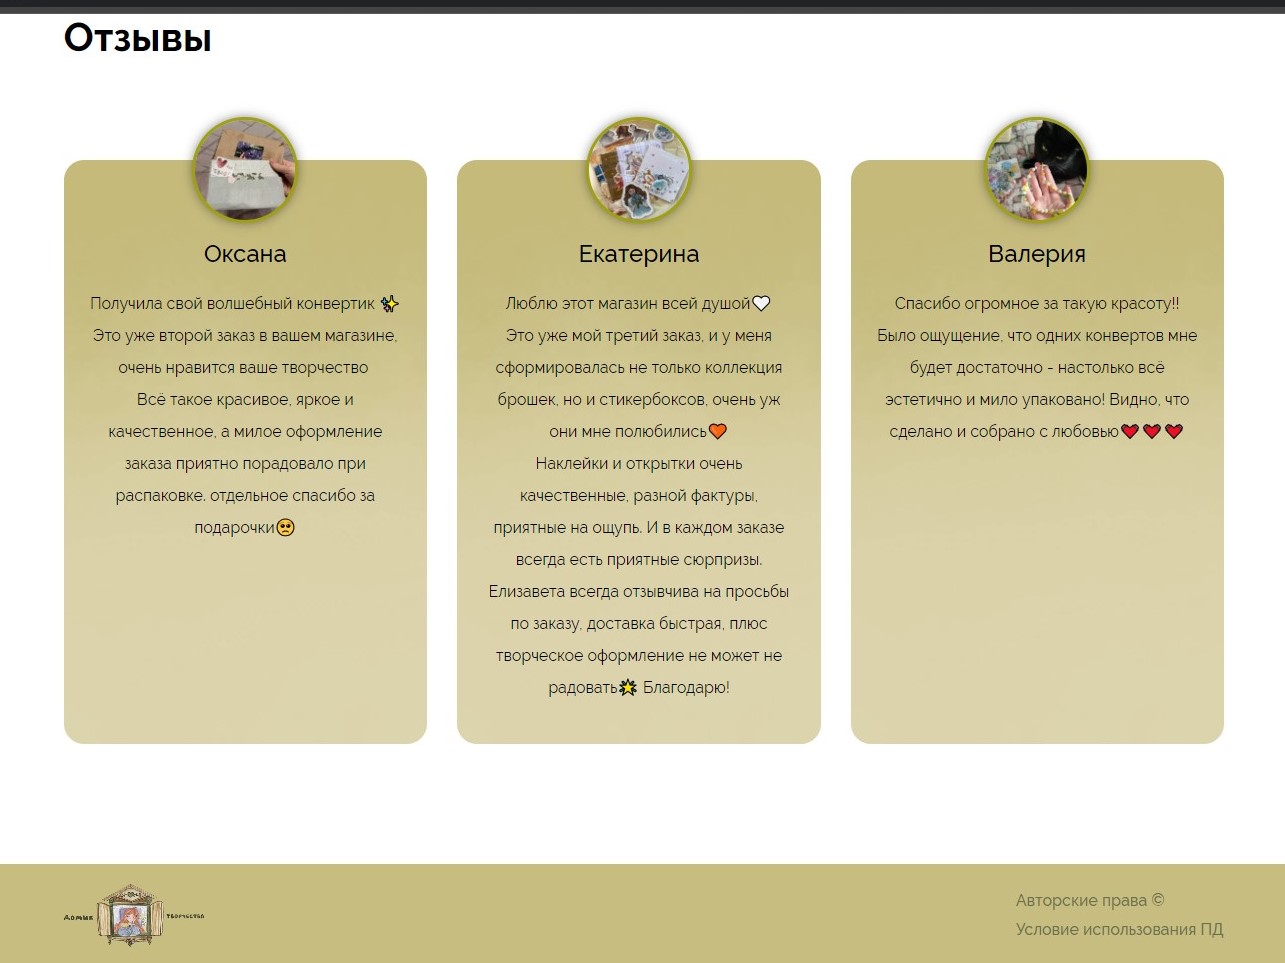 Отзывы
Оксана
Получила свой волшебный конвертик ✨
Это уже второй заказ в вашем магазине,
очень нравится ваше творчество
Всё такое красивое, яркое и
качественное, а милое оформление
заказа приятно порадовало при
распаковке. отдельное спасибо за
подарочки🥺
Екатерина
Люблю этот магазин всей душой🤍
Это уже мой третий заказ, и у меня
сформировалась не только коллекция
брошек, но и стикербоксов, очень уж
они мне полюбились🧡
Наклейки и открытки очень
качественные, разной фактуры,
приятные на ощупь. И в каждом заказе
всегда есть приятные сюрпризы.
Елизавета всегда отзывчива на просьбы
по заказу, доставка быстрая, плюс
творческое оформление не может не
радовать🌟 Благодарю!
Валерия
Спасибо огромное за такую красоту!!
Было ощущение, что одних конвертов мне
будет достаточно - настолько всё
эстетично и мило упаковано! Видно, что
сделано и собрано с любовью❤❤❤
домик творчества
Авторские права ©
Условие использования ПД